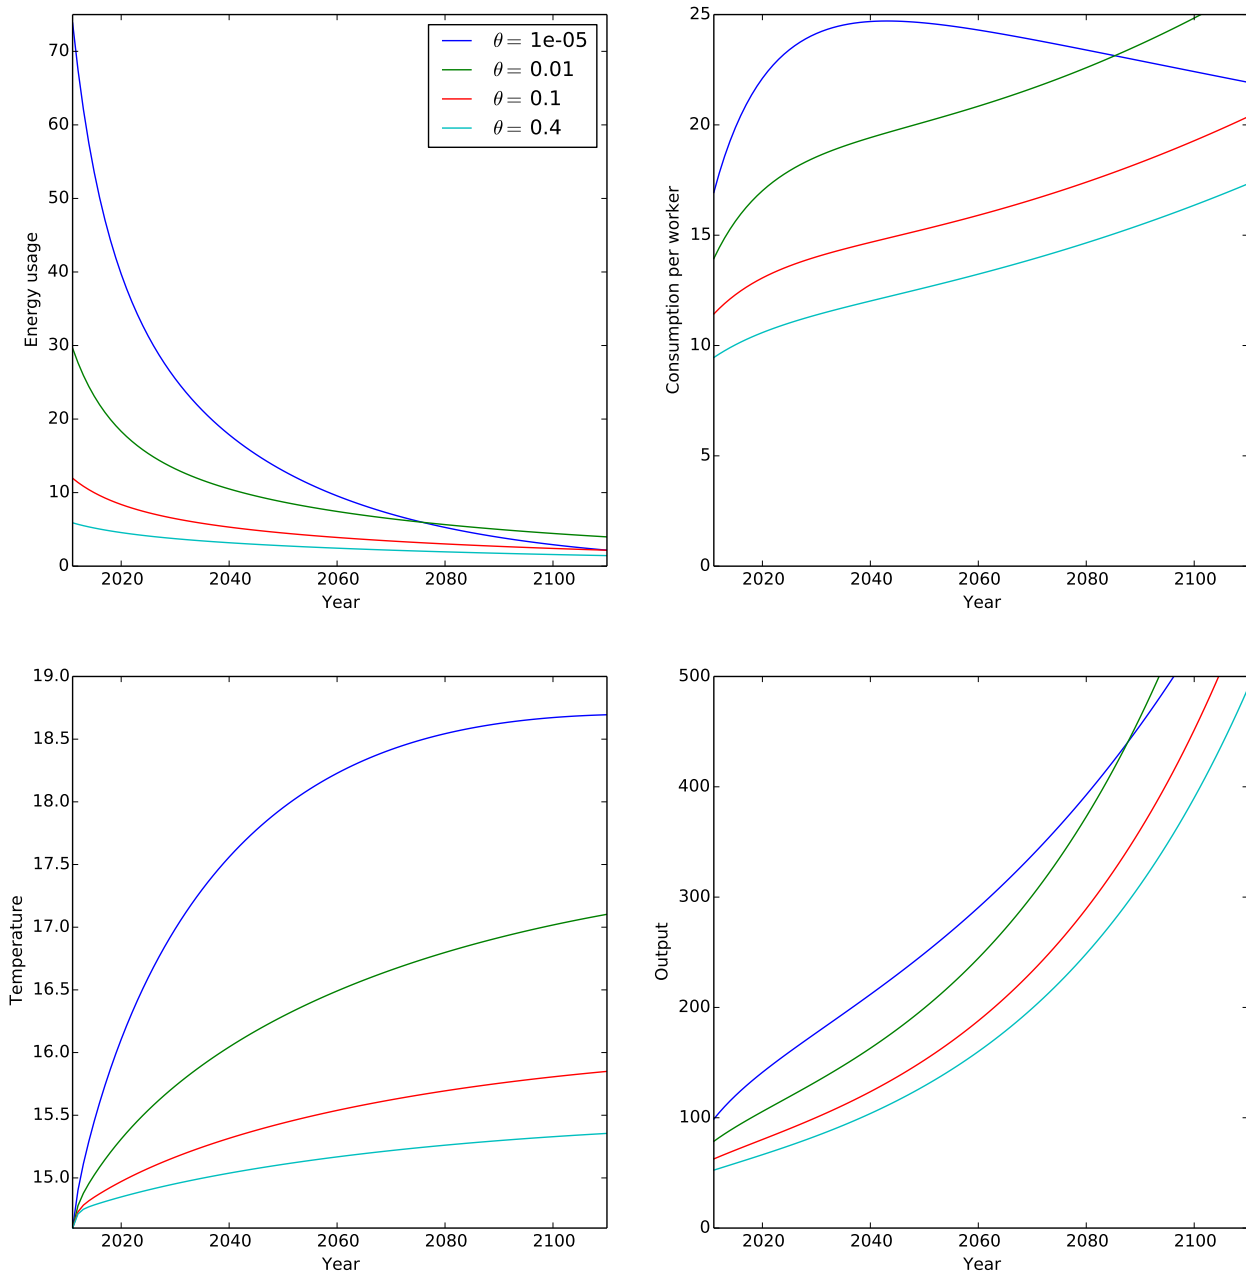 70
60
50
40
30
20
10
0
2020 2040 2060 2080 2100
Year
Energy usage
θ = 1e-05
θ = 0.01
θ = 0.1
θ = 0.4
25
20
15
10
5
0
2020 2040 2060 2080 2100
Year
Consumption per worker
19.0
18.5
18.0
17.5
17.0
16.5
16.0
15.5
15.0
2020 2040 2060 2080 2100
Year
Temperature
500
400
300
200
100
0
2020 2040 2060 2080 2100
Year
Output